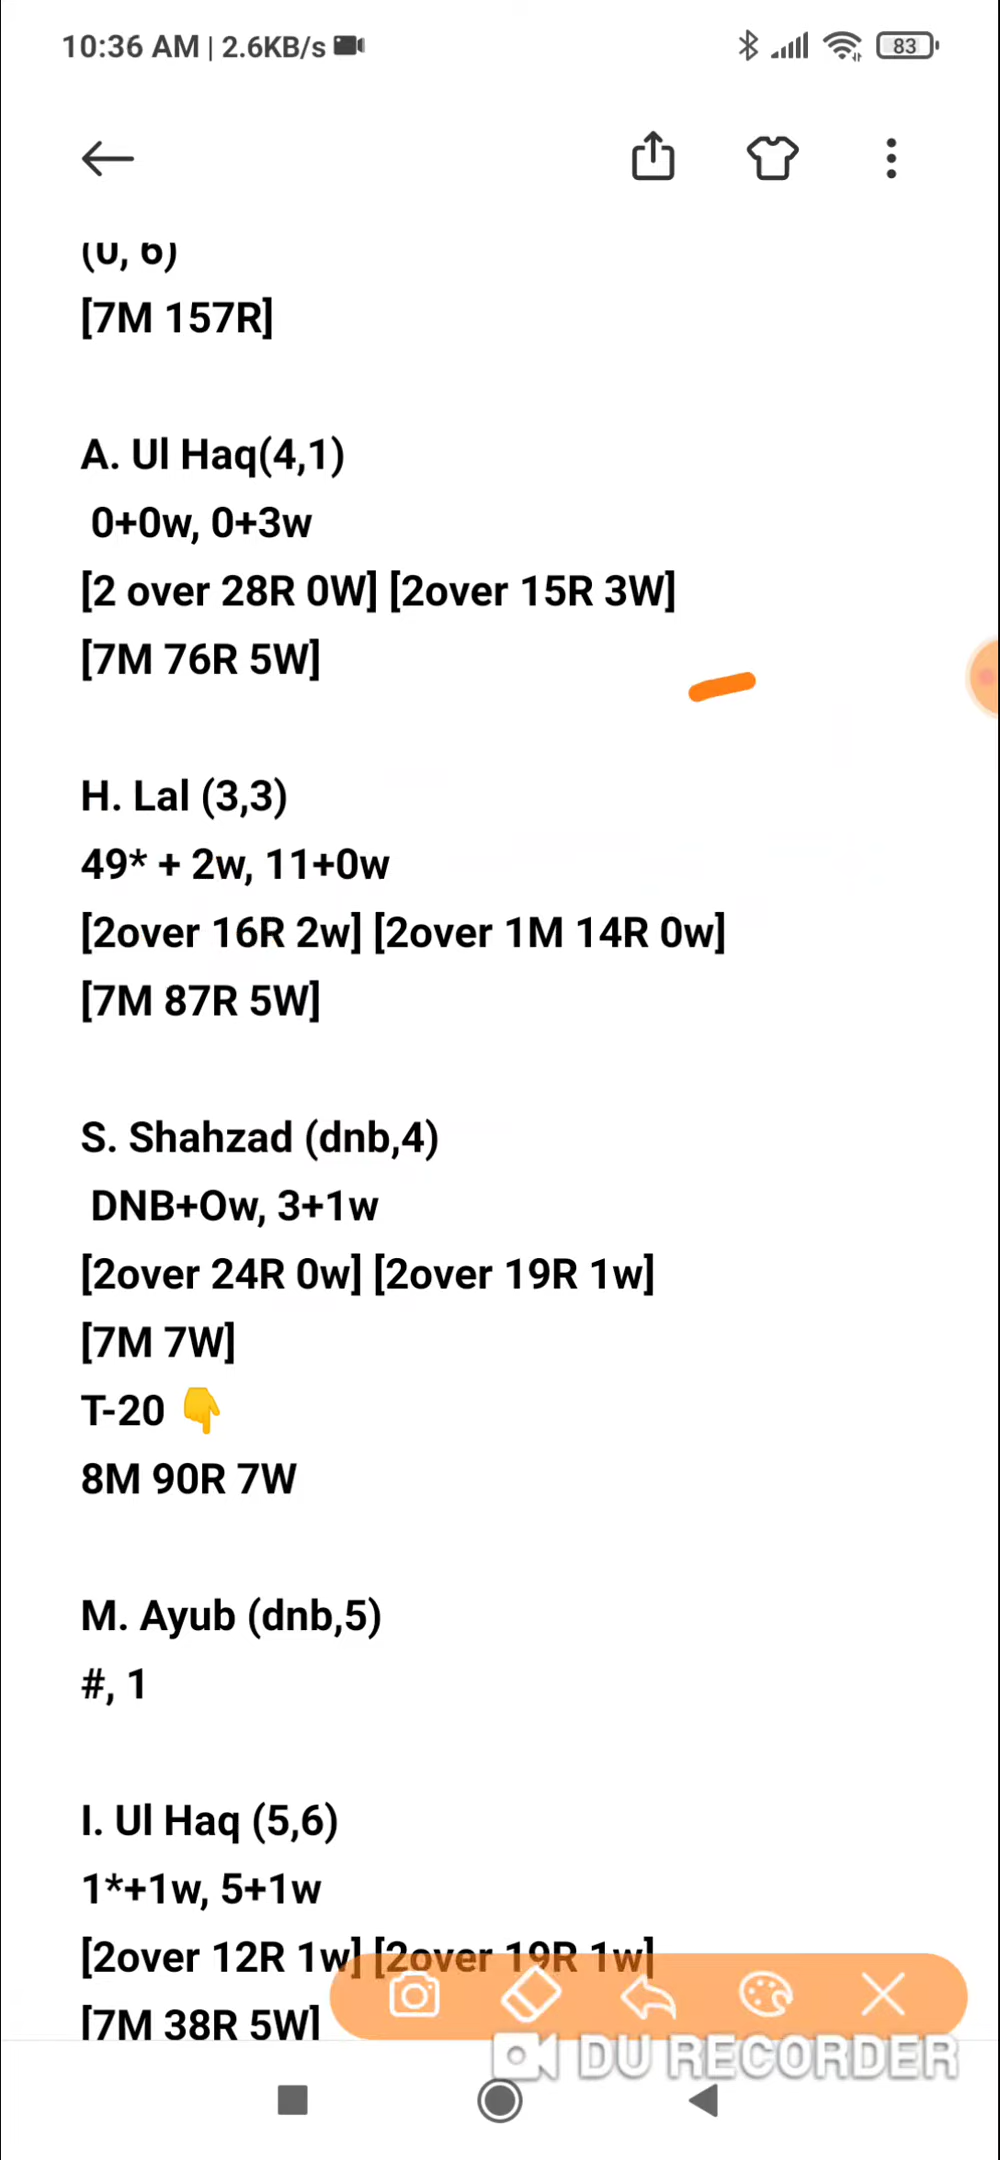 10:36 AM | 2.6KB/s
83
(0, 6)
[7M 157R]
A. Ul Haq(4,1)
0+0w, 0+3w
[2 over 28R 0W] [2over 15R 3W]
[7M 76R 5W]
H. Lal (3,3)
49* + 2w, 11+0w
[2over 16R 2w] [2over 1M 14R 0w]
[7M 87R 5W]
S. Shahzad (dnb,4)
DNB+Ow, 3+1w
[2over 24R 0w] [2over 19R 1w]
[7M 7W]
T-20 👇
8M 90R 7W
M. Ayub (dnb,5)
#, 1
I. Ul Haq (5,6)
1*+1w, 5+1w
[2over 12R 1w] [2over 19R 1w]
[7M 38R 5W]
DU RECORDER